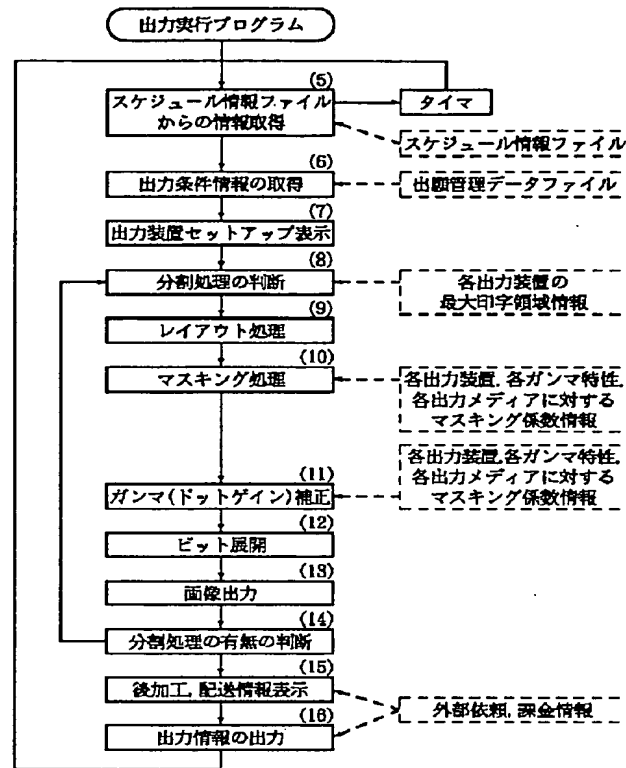 出力実行プログラム
(5)
スケジュール情報ファイル
からの情報取得
タイマ
スケジュール情報ファイル
(6)
出力条件情報の取得
出願管理データファイル
(7)
出力装置セットアップ表示
(8)
分割処理の判断
各出力装置の
最大印字領域情報
(9)
レイアウト処理
(10)
マスキング処理
各出力装置,各ガンマ特性,
各出力メディアに対する
マスキング係数情報
各出力装置,各ガンマ特性,
各出力メディアに対する
マスキング係数情報
(11)
ガンマ(ドットゲイン)補正
(12)
ビット展開
(13)
画像出力
(14)
分割処理の有無の判断
(15)
後加工,配送情報表示
外部依頼,課金情報
(16)
出力情報の出力